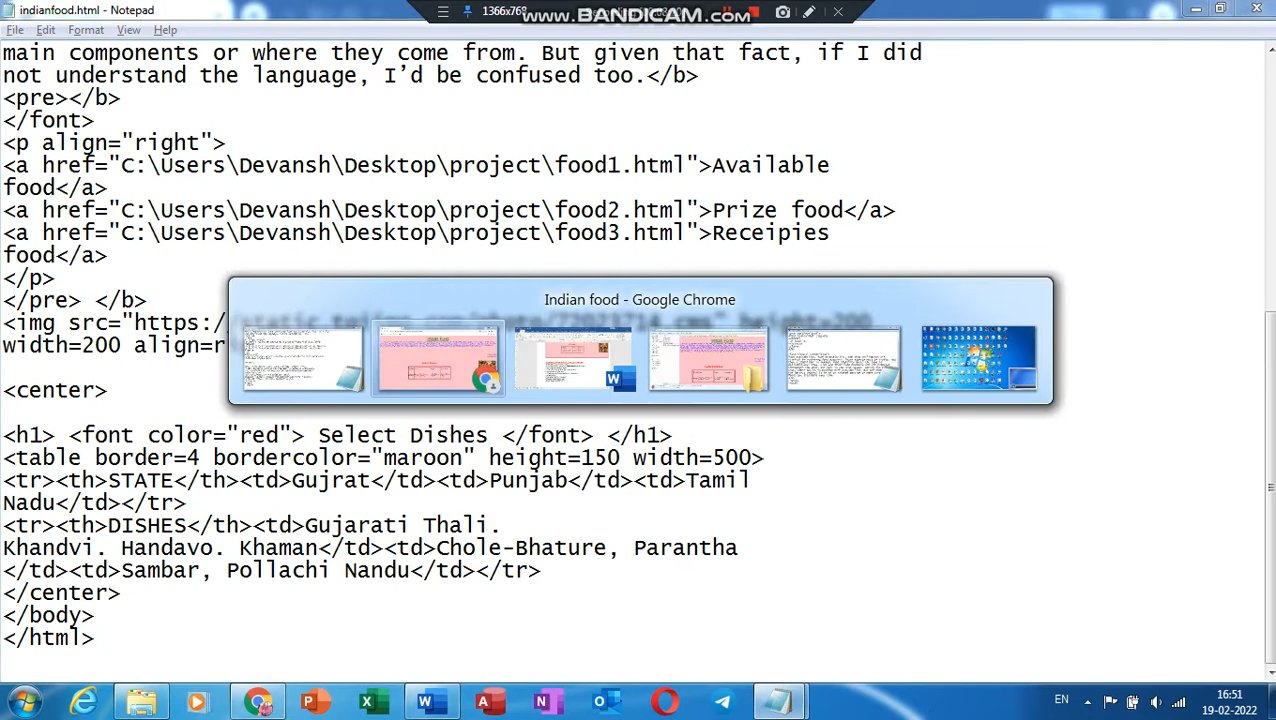 indianfood.html - Notepad
1366x768
www.BANDICAM.com
File Edit Format View Help
main components or where they come from. But given that fact, if I did
not understand the language, I’d be confused too.</b>
<pre></b>
</font>
<p align="right">
<a href="C:\Users\Devansh\Desktop\project\food1.html">Available
food</a>
<a href="C:\Users\Devansh\Desktop\project\food2.html">Prize food</a>
<a href="C:\Users\Devansh\Desktop\project\food3.html">Receipies
food</a>
</p>
</pre> </b>
Indian food - Google Chrome
<img src="https:/ height=200
width=200 align=r
<center>
<h1> <font color="red"> Select Dishes </font> </h1>
<table border=4 bordercolor="maroon" height=150 width=500>
<tr><th>STATE</th><td>Gujrat</td><td>Punjab</td><td>Tamil
Nadu</td></tr>
<tr><th>DISHES</th><td>Gujarati Thali.
Khandvi. Handavo. Khaman</td><td>Chole-Bhature, Parantha
</td><td>Sambar, Pollachi Nandu</td></tr>
</center>
</body>
</html>
EN
16:51
19-02-2022